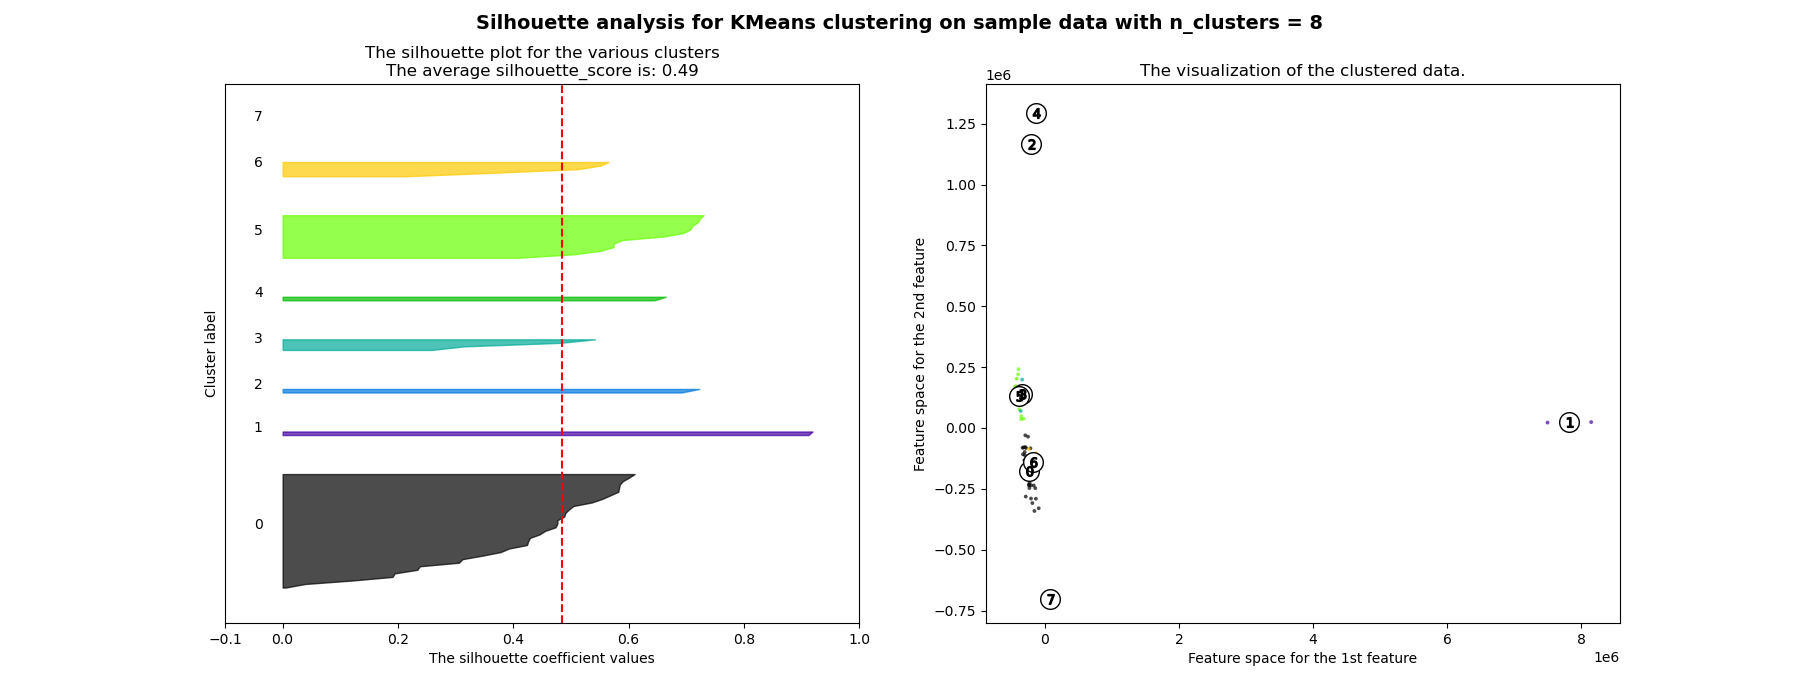 Silhouette analysis for KMeans clustering on sample data with n_clusters = 8
The silhouette plot for the various clusters
The average silhouette_score is: 0.49
7
6
5
4
3
2
1
0
Cluster label
−0.1 0.0 0.2 0.4 0.6 0.8 1.0
The silhouette coefficient values
The visualization of the clustered data.
1e6
1.25
1.00
0.75
0.50
0.25
0.00
−0.25
−0.50
−0.75
Feature space for the 2nd feature
4
2
5 3
1
6
0
7
0 2 4 6 8
1e6
Feature space for the 1st feature